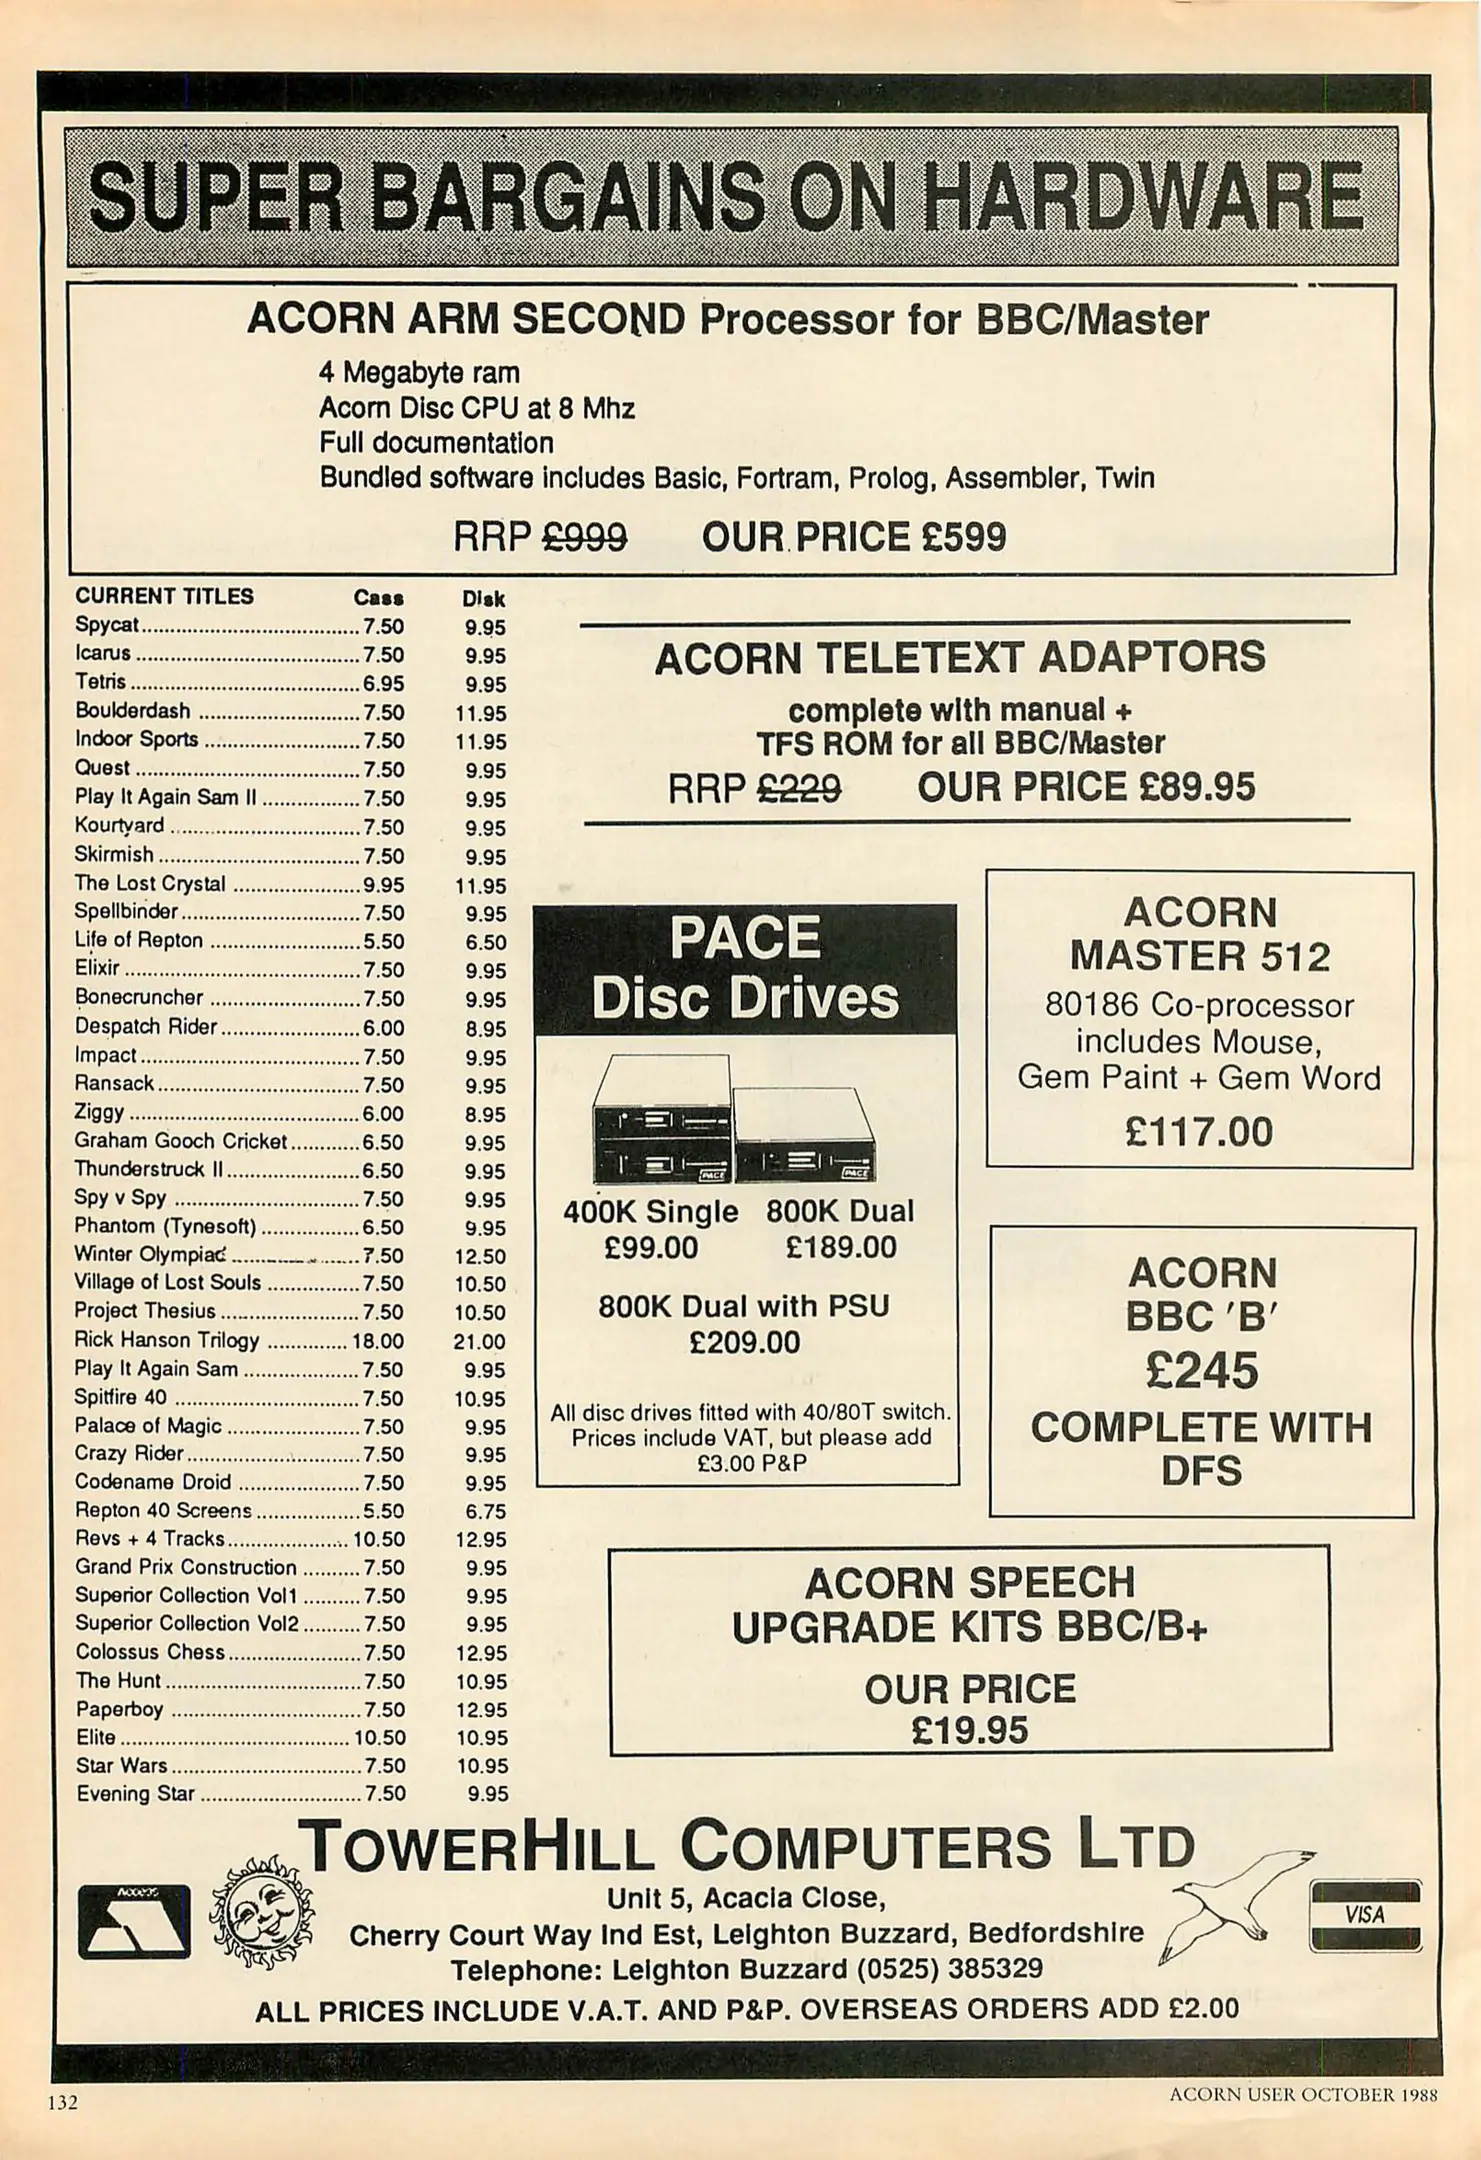 SUPER BARGAINS ON HARDWARE
ACORN ARM SECOND Processor for BBC/Master
4 Megabyte ram
Acorn Disc CPU at 8 Mhz
Full documentation
Bundled software includes Basic, Fortram, Prolog, Assembler, Twin
RRP £999 OUR PRICE £599
CURRENT TITLES Cass Disk
Spycat 7.50 9.95
Icarus 7.50 9.95
Tetris 6.95 9.95
Boulderdash 7.50 11.95
Indoor Sports 7.50 11.95
Quest 7.50 9.95
Play It Again Sam II 7.50 9.95
Kourtyard 7.50 9.95
Skirmish 7.50 9.95
The Lost Crystal 9.95 11.95
Spellbinder 7.50 9.95
Life of Repton 5.50 6.50
Elixir 7.50 9.95
Bonecruncher 7.50 9.95
Despatch Rider 6.00 8.95
Impact 7.50 9.95
Ransack 7.50 9.95
Ziggy 6.00 8.95
Graham Gooch Cricket 6.50 9.95
Thunderstruck II 6.50 9.95
Spy v Spy 7.50 9.95
Phantom (Tynesoft) 6.50 9.95
Winter Olympiad 7.50 12.50
Village of Lost Souls 7.50 10.50
Project Thesius 7.50 10.50
Rick Hanson Trilogy 18.00 21.00
Play It Again Sam 7.50 9.95
Spitfire 40 7.50 10.95
Palace of Magic 7.50 9.95
Crazy Rider 7.50 9.95
Codename Droid 7.50 9.95
Repton 40 Screens 5.50 6.75
Revs + 4 Tracks 10.50 12.95
Grand Prix Construction 7.50 9.95
Superior Collection Vol1 7.50 9.95
Superior Collection Vol2 7.50 9.95
Colossus Chess 7.50 12.95
The Hunt 7.50 10.95
Paperboy 7.50 12.95
Elite 10.50 10.95
Star Wars 7.50 10.95
Evening Star 7.50 9.95
ACORN TELETEXT ADAPTORS
complete with manual +
TFS ROM for all BBC/Master
RRP £229 OUR PRICE £89.95
PACE
Disc Drives
PACE PACE
400K Single 800K Dual
£99.00 £189.00
800K Dual with PSU
£209.00
All disc drives fitted with 40/80T switch.
Prices include VAT, but please add
£3.00 P&P
ACORN
MASTER 512
80186 Co-processor
includes Mouse,
Gem Paint + Gem Word
£117.00
ACORN
BBC 'B'
£245
COMPLETE WITH
DFS
ACORN SPEECH
UPGRADE KITS BBC/B+
OUR PRICE
£19.95
TOWERHILL COMPUTERS LTD
Access
Unit 5, Acacia Close,
Cherry Court Way Ind Est, Leighton Buzzard, Bedfordshire
Telephone: Leighton Buzzard (0525) 385329
VISA
ALL PRICES INCLUDE V.A.T. AND P&P. OVERSEAS ORDERS ADD £2.00
132
ACORN USER OCTOBER 1988